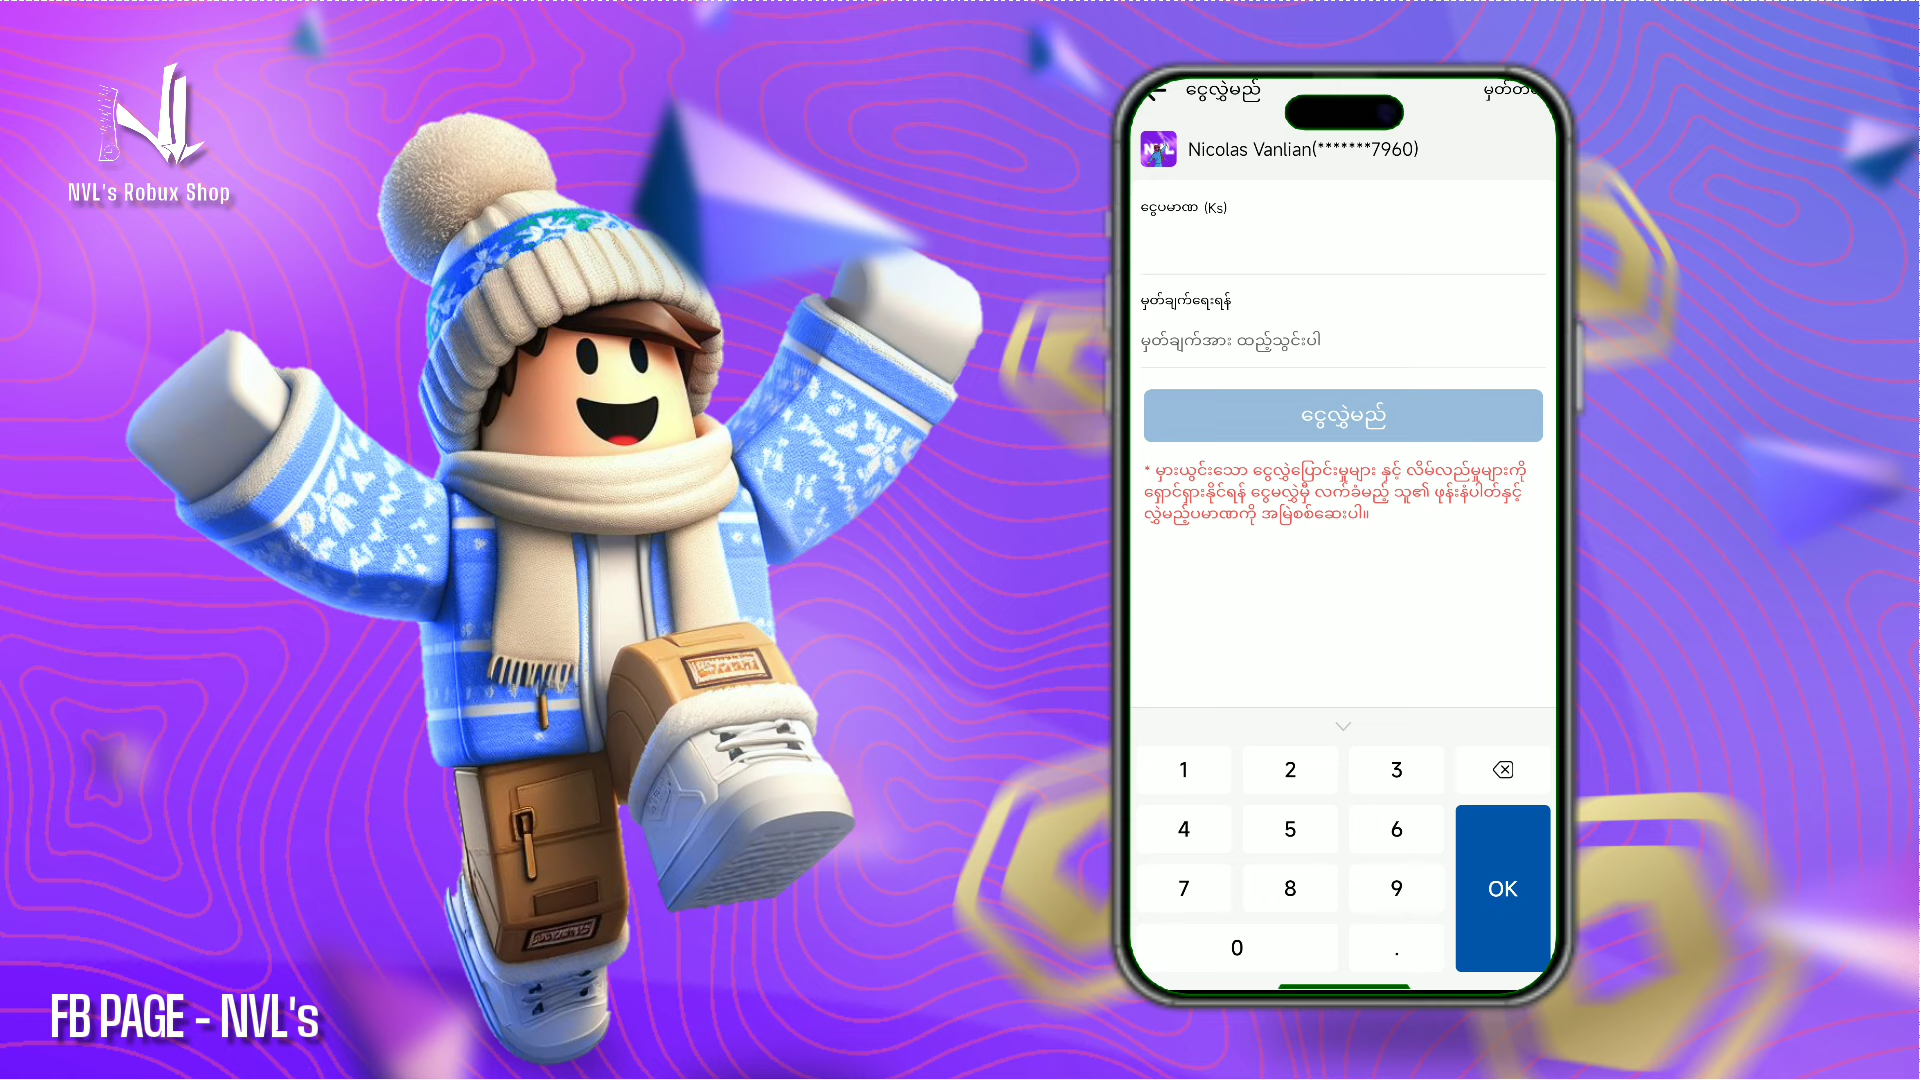 NVL's Robux Shop
FB PAGE - NVL's
ငွေလွှဲမည်
Nicolas Vanlian(*******7960)
ငွေပမာဏ (Ks)
မှတ်ချက်ရေးရန်
မှတ်ချက်အား ထည့်သွင်းပါ
ငွေလွှဲမည်
* မှားယွင်းသော ငွေလွှဲပြောင်းမှုများ နှင့် လိမ်လည်မှုများကို
ရှောင်ရှားနိုင်ရန် ငွေမလွှဲမှီ လက်ခံမည့် သူ၏ ဖုန်းနံပါတ်နှင့်
လွှဲမည့်ပမာဏကို အမြဲစစ်ဆေးပါ။
1 2 3
4 5 6
7 8 9 OK
0 .